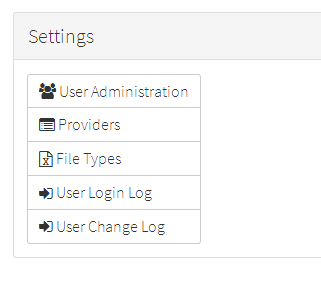 Settings
User Administration
Providers
File Types
User Login Log
User Change Log